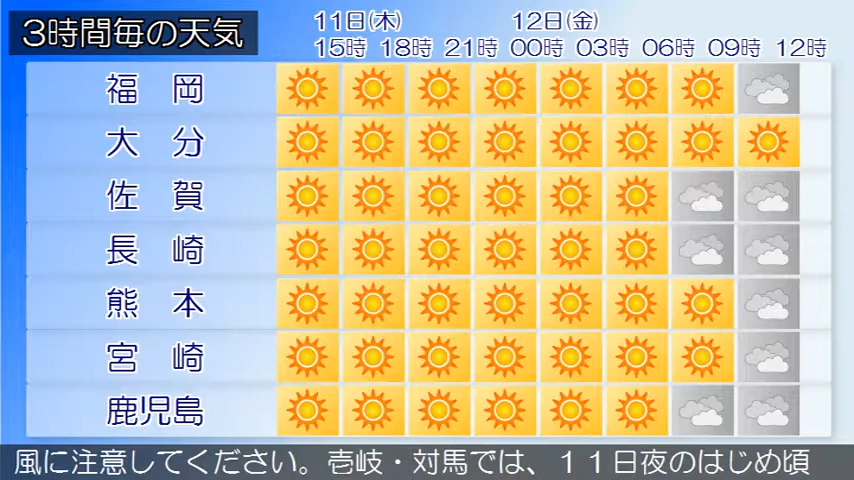 3時間毎の天気
11日(木) 12日(金)
15時 18時 21時 00時 03時 06時 09時 12時
福岡
大分
佐賀
長崎
熊本
宮崎
鹿児島
風に注意してください。壱岐・対馬では、１１日夜のはじめ頃